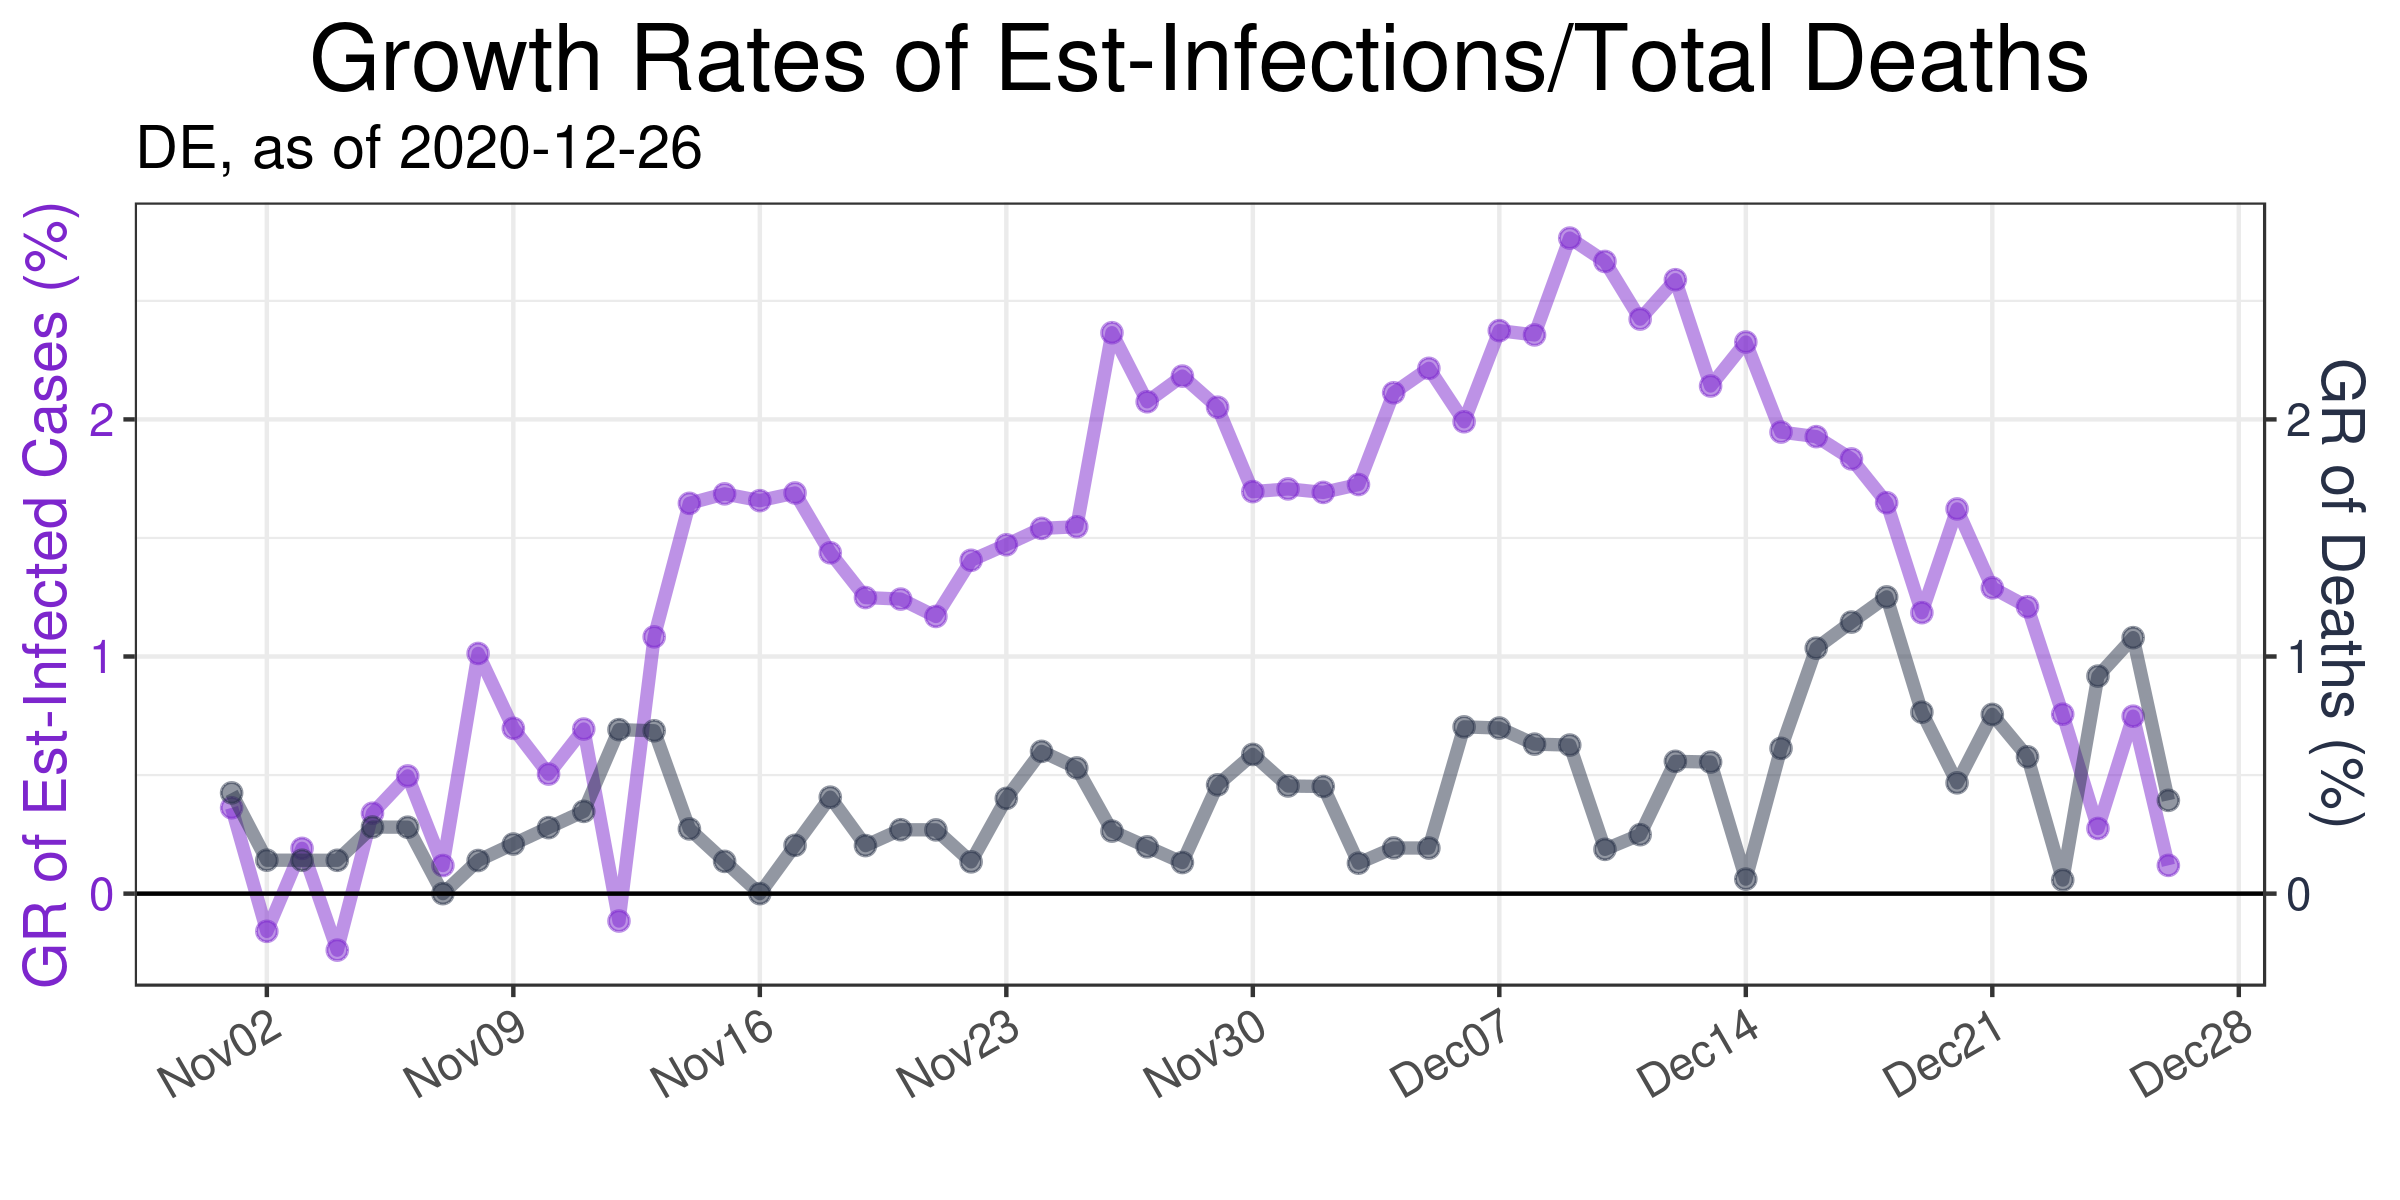 Growth Rates of Est-Infections/Total Deaths
DE, as of 2020-12-26
GR of Est-Infected Cases (%)
2
1
0
2
1
0
GR of Deaths (%)
Nov02
Nov09
Nov16
Nov23
Nov30
Dec07
Dec14
Dec21
Dec28